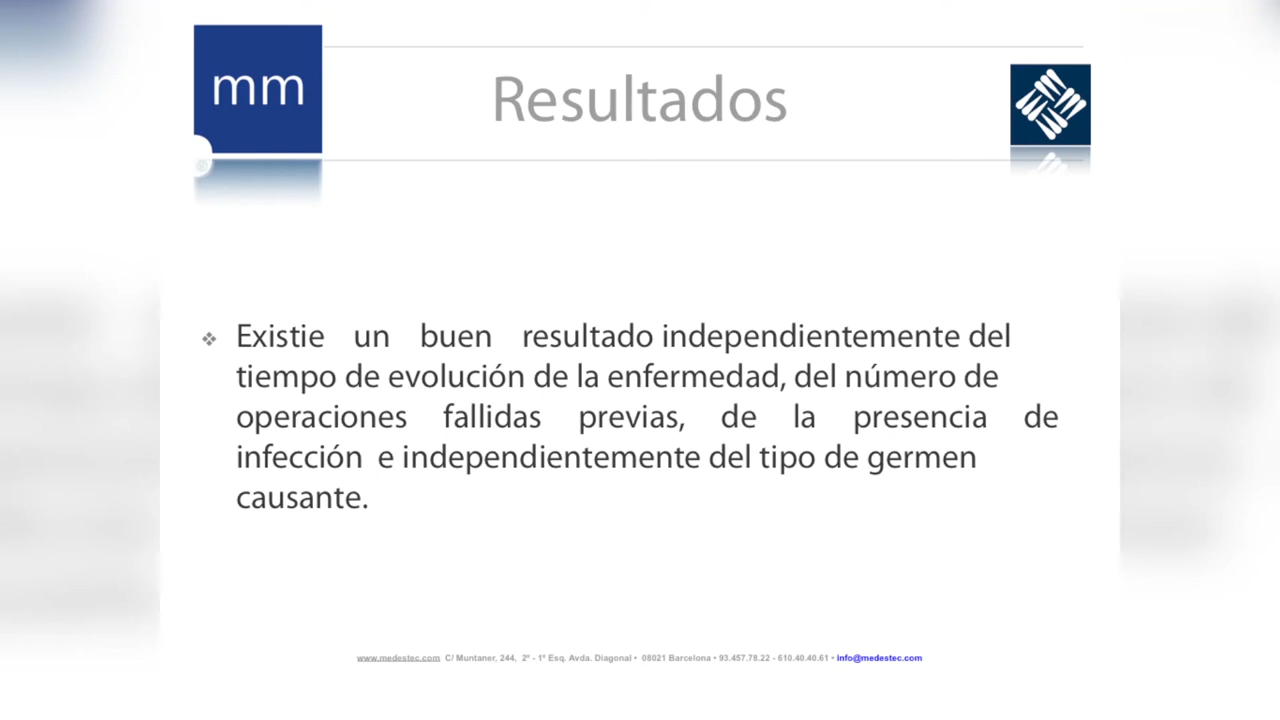 mm
Resultados
Existie un buen resultado independientemente del
tiempo de evolución de la enfermedad, del número de
operaciones fallidas previas, de la presencia de
infección e independientemente del tipo de germen
causante.
www.medestec.com C/ Muntaner, 244, 2º - 1º Esq. Avda. Diagonal • 08021 Barcelona • 93.457.78.22 - 610.40.40.61 • info@medestec.com